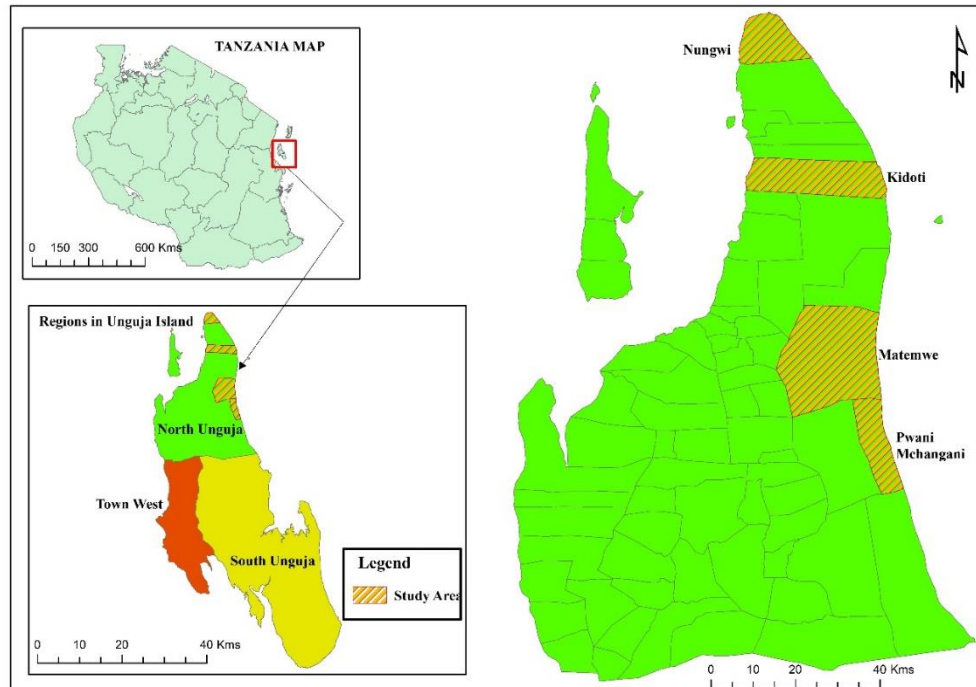 TANZANIA MAP
0 150 300 600 Kms
Regions in Unguja Island
North Unguja
Town West
South Unguja
Legend
Study Area
0 10 20 40 Kms
Nungwi
N
Kidoti
Matemwe
Pwani
Mchangani
0 10 20 40 Kms